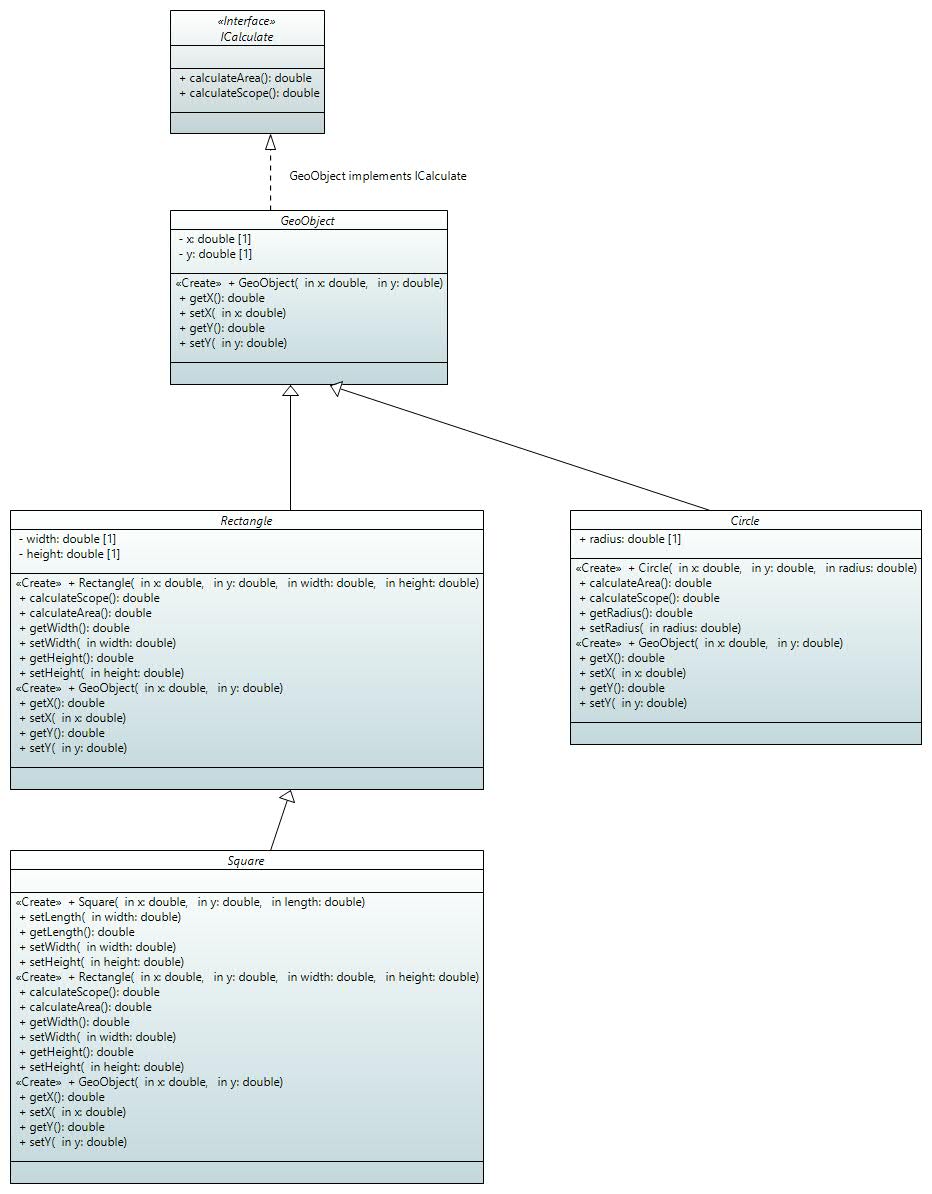 «Interface»
ICalculate
+ calculateArea(): double
+ calculateScope(): double
GeoObject implements ICalculate
GeoObject
- x: double [1]
- y: double [1]
«Create» + GeoObject( in x: double, in y: double)
+ getX(): double
+ setX( in x: double)
+ getY(): double
+ setY( in y: double)
Rectangle
- width: double [1]
- height: double [1]
«Create» + Rectangle( in x: double, in y: double, in width: double, in height: double)
+ calculateScope(): double
+ calculateArea(): double
+ getWidth(): double
+ setWidth( in width: double)
+ getHeight(): double
+ setHeight( in height: double)
«Create» + GeoObject( in x: double, in y: double)
+ getX(): double
+ setX( in x: double)
+ getY(): double
+ setY( in y: double)
Circle
+ radius: double [1]
«Create» + Circle( in x: double, in y: double, in radius: double)
+ calculateArea(): double
+ calculateScope(): double
+ getRadius(): double
+ setRadius( in radius: double)
«Create» + GeoObject( in x: double, in y: double)
+ getX(): double
+ setX( in x: double)
+ getY(): double
+ setY( in y: double)
Square
«Create» + Square( in x: double, in y: double, in length: double)
+ setLength( in width: double)
+ getLength(): double
+ setWidth( in width: double)
+ setHeight( in height: double)
«Create» + Rectangle( in x: double, in y: double, in width: double, in height: double)
+ calculateScope(): double
+ calculateArea(): double
+ getWidth(): double
+ setWidth( in width: double)
+ getHeight(): double
+ setHeight( in height: double)
«Create» + GeoObject( in x: double, in y: double)
+ getX(): double
+ setX( in x: double)
+ getY(): double
+ setY( in y: double)